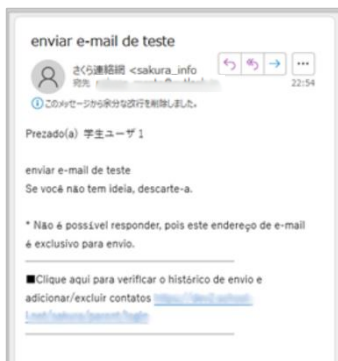 enviar e-mail de teste
さくら連絡網 <sakura_info
宛先
22:54
このメッセージから余分な改行を削除しました。
Prezado(a) 学生ユーザ1
enviar e-mail de teste
Se você não tem ideia, descarte-a.
* Não é possível responder, pois este endereço de e-mail
é exclusivo para envio.
■Clique aqui para verificar o histórico de envio e
adicionar/excluir contatos